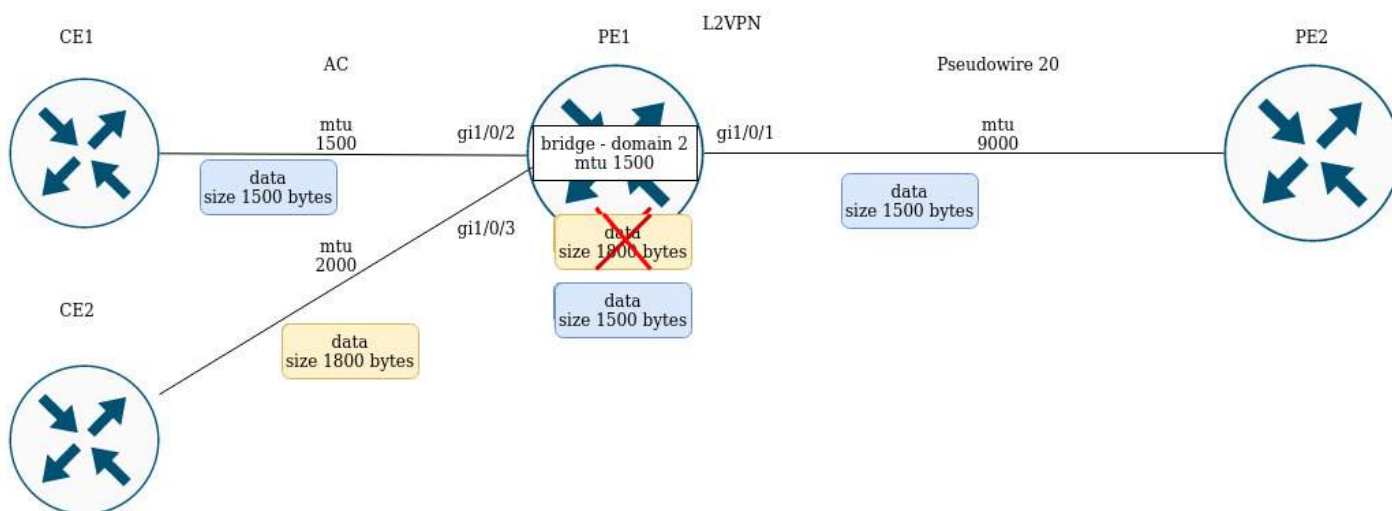 L2VPN
CE1
PE1
PE2
AC
Pseudowire 20
mtu
1500
gi1/0/2
bridge - domain 2
mtu 1500
gi1/0/1
mtu
9000
data
size 1500 bytes
data
size 1500 bytes
gi1/0/3
data
size 1800 bytes
mtu
2000
data
size 1500 bytes
CE2
data
size 1800 bytes